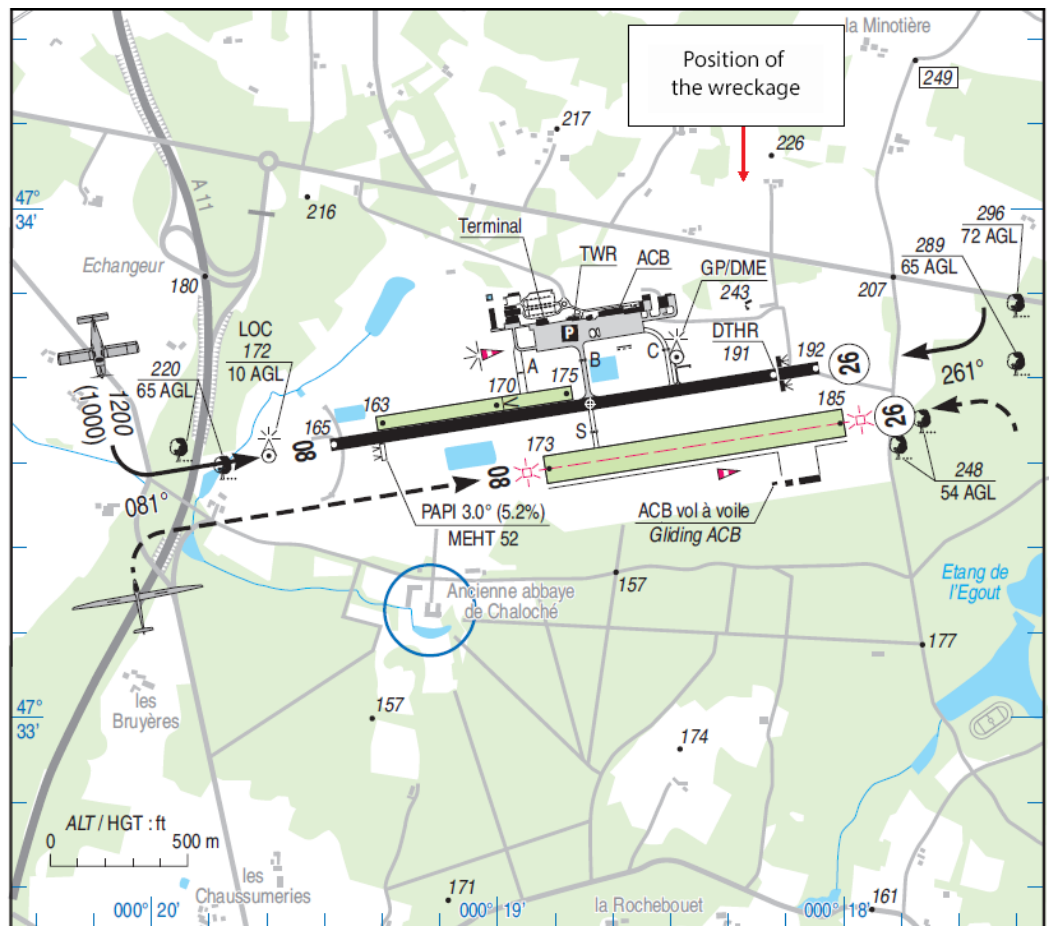 la Minotière
Position of
the wreckage
249
217
226
A 11
47°
34'
216
Terminal
296
72 AGL
TWR
ACB
GP/DME
243
289
65 AGL
Echangeur
180
207
LOC
172
10 AGL
P
DTHR
191
192
26
261°
220
65 AGL
A
B
C
170
175
V
163
165
185
26
1200
(1000)
08
S
173
08
248
54 AGL
081°
PAPI 3.0° (5.2%)
MEHT 52
ACB vol à voile
Gliding ACB
157
Etang de
l'Egout
Ancienne abbaye
de Chaloché
177
les
Bruyères
157
47°
33'
174
ALT / HGT : ft
0
500 m
les
Chaussumeries
171
la Rochebouet
161
000° 20'
000° 19'
000° 18'